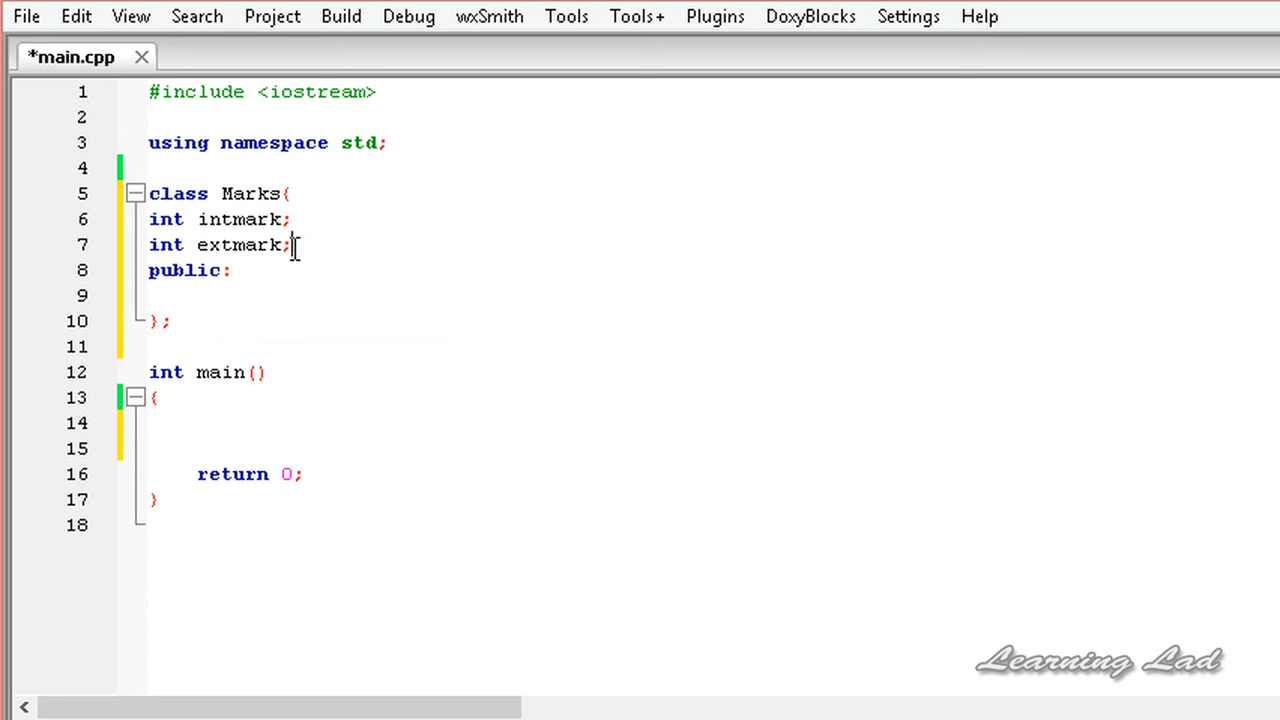 File Edit View Search Project Build Debug wxSmith Tools Tools+ Plugins DoxyBlocks Settings Help
*main.cpp
1 #include <iostream>
2
3 using namespace std;
4
5 class Marks{
6 int intmark;
7 int extmark;
8 public:
9
10 };
11
12 int main()
13 {
14
15
16 return 0;
17 }
18
Learning Lad